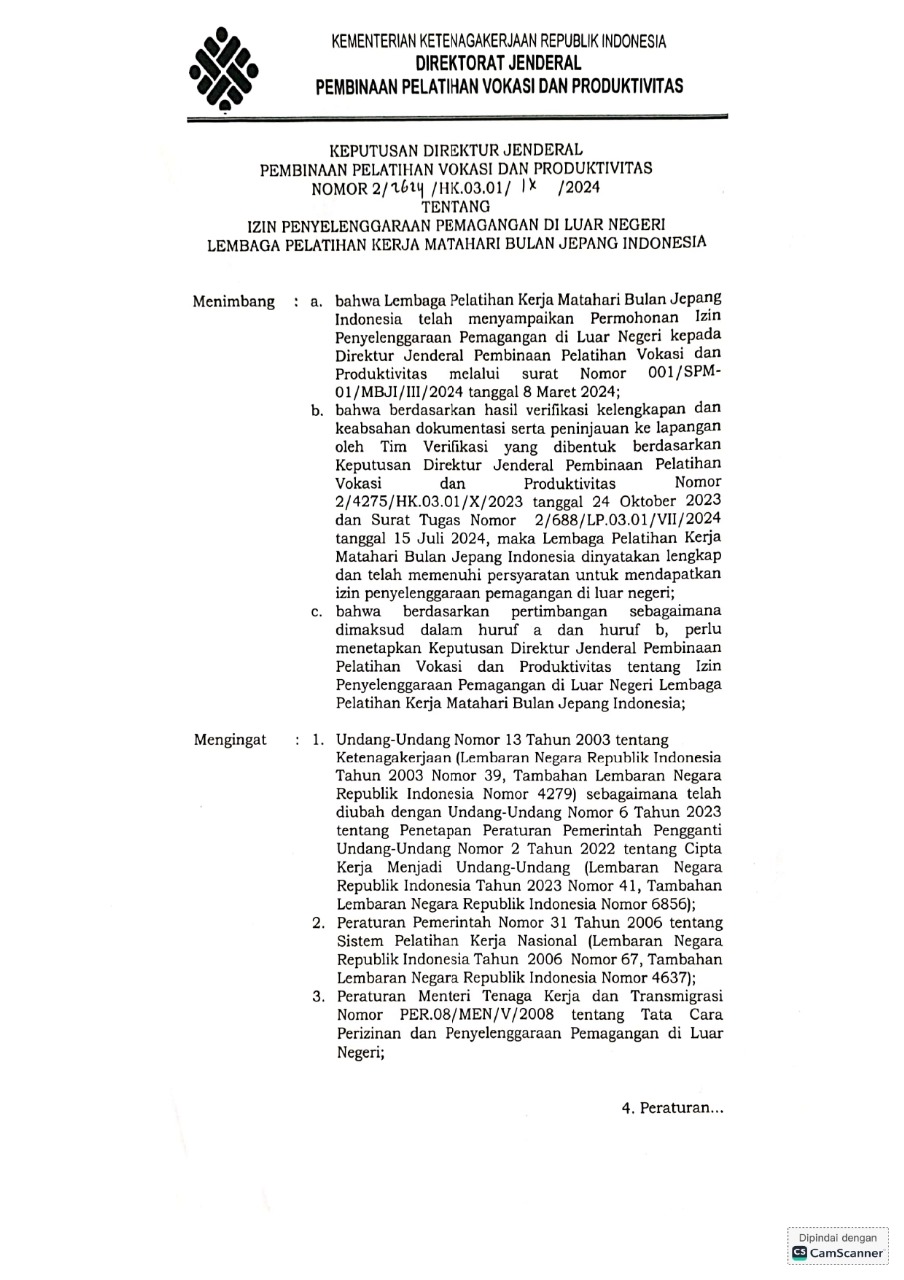 KEMENTERIAN KETENAGAKERJAAN REPUBLIK INDONESIA
DIREKTORAT JENDERAL
PEMBINAAN PELATIHAN VOKASI DAN PRODUKTIVITAS
KEPUTUSAN DIREKTUR JENDERAL
PEMBINAAN PELATIHAN VOKASI DAN PRODUKTIVITAS
NOMOR 2/2624/HK.03.01/ IX /2024
TENTANG
IZIN PENYELENGGARAAN PEMAGANGAN DI LUAR NEGERI
LEMBAGA PELATIHAN KERJA MATAHARI BULAN JEPANG INDONESIA
Menimbang : a. bahwa Lembaga Pelatihan Kerja Matahari Bulan Jepang
Indonesia telah menyampaikan Permohonan Izin
Penyelenggaraan Pemagangan di Luar Negeri kepada
Direktur Jenderal Pembinaan Pelatihan Vokasi dan
Produktivitas melalui surat Nomor 001/SPM-
01/MBJI/III/2024 tanggal 8 Maret 2024;
b. bahwa berdasarkan hasil verifikasi kelengkapan dan
keabsahan dokumentasi serta peninjauan ke lapangan
oleh Tim Verifikasi yang dibentuk berdasarkan
Keputusan Direktur Jenderal Pembinaan Pelatihan
Vokasi dan Produktivitas Nomor
2/4275/HK.03.01/X/2023 tanggal 24 Oktober 2023
dan Surat Tugas Nomor 2/688/LP.03.01/VII/2024
tanggal 15 Juli 2024, maka Lembaga Pelatihan Kerja
Matahari Bulan Jepang Indonesia dinyatakan lengkap
dan telah memenuhi persyaratan untuk mendapatkan
izin penyelenggaraan pemagangan di luar negeri;
c. bahwa berdasarkan pertimbangan sebagaimana
dimaksud dalam huruf a dan huruf b, perlu
menetapkan Keputusan Direktur Jenderal Pembinaan
Pelatihan Vokasi dan Produktivitas tentang Izin
Penyelenggaraan Pemagangan di Luar Negeri Lembaga
Pelatihan Kerja Matahari Bulan Jepang Indonesia;
Mengingat : 1. Undang-Undang Nomor 13 Tahun 2003 tentang
Ketenagakerjaan (Lembaran Negara Republik Indonesia
Tahun 2003 Nomor 39, Tambahan Lembaran Negara
Republik Indonesia Nomor 4279) sebagaimana telah
diubah dengan Undang-Undang Nomor 6 Tahun 2023
tentang Penetapan Peraturan Pemerintah Pengganti
Undang-Undang Nomor 2 Tahun 2022 tentang Cipta
Kerja Menjadi Undang-Undang (Lembaran Negara
Republik Indonesia Tahun 2023 Nomor 41, Tambahan
Lembaran Negara Republik Indonesia Nomor 6856);
2. Peraturan Pemerintah Nomor 31 Tahun 2006 tentang
Sistem Pelatihan Kerja Nasional (Lembaran Negara
Republik Indonesia Tahun 2006 Nomor 67, Tambahan
Lembaran Negara Republik Indonesia Nomor 4637);
3. Peraturan Menteri Tenaga Kerja dan Transmigrasi
Nomor PER.08/MEN/V/2008 tentang Tata Cara
Perizinan dan Penyelenggaraan Pemagangan di Luar
Negeri;
4. Peraturan...
Dipindai dengan
CS CamScanner